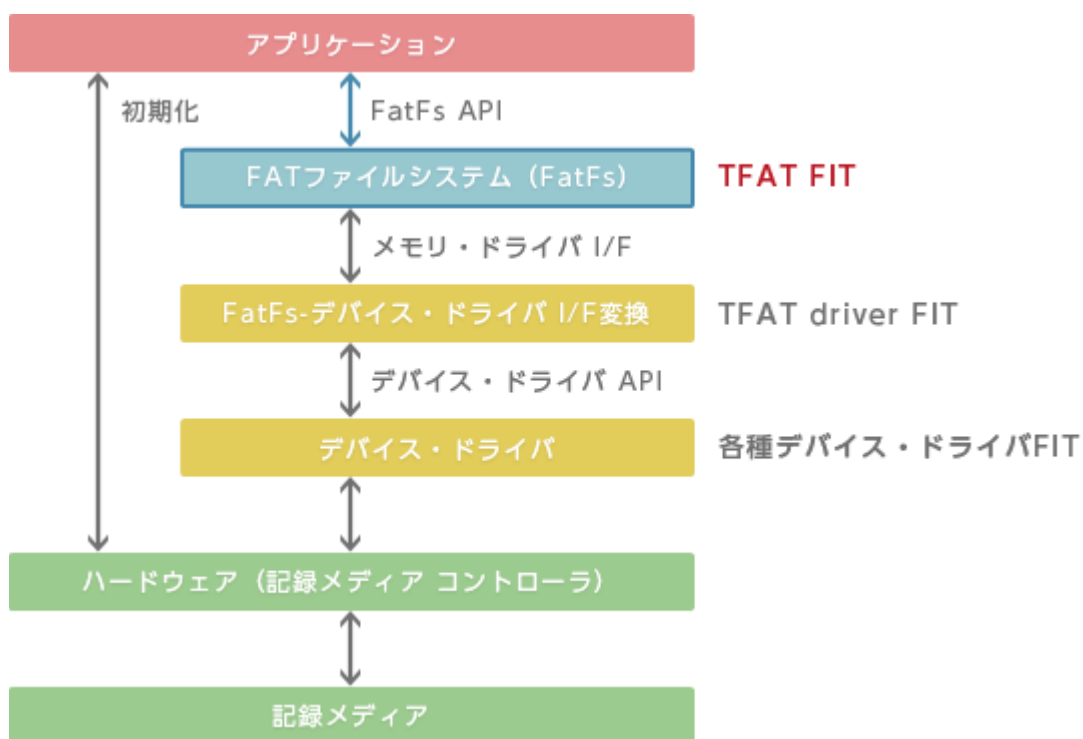 アプリケーション
初期化
FatFs API
FATファイルシステム（FatFs）
TFAT FIT
メモリ・ドライバ I/F
FatFs-デバイス・ドライバ I/F変換
TFAT driver FIT
デバイス・ドライバ API
デバイス・ドライバ
各種デバイス・ドライバFIT
ハードウェア（記録メディア コントローラ）
記録メディア